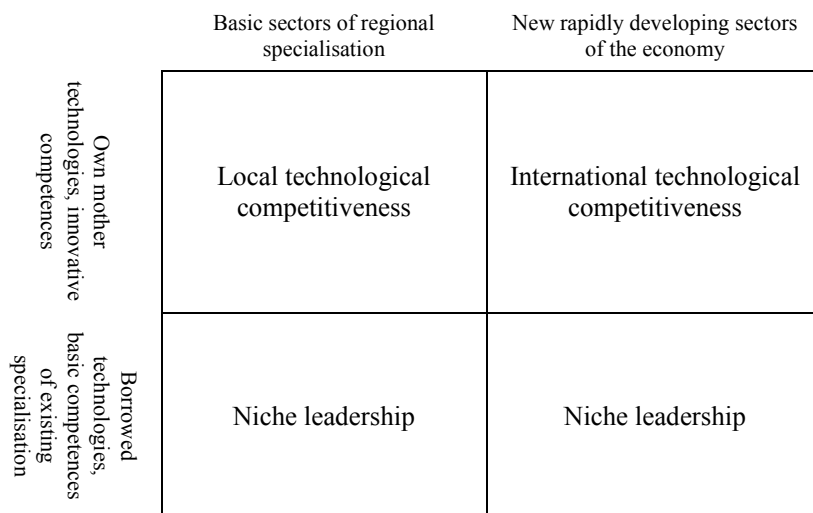 Basic sectors of regional
specialisation
New rapidly developing sectors
of the economy
Own mother
technologies, innovative
competences
Local technological
competitiveness
International technological
competitiveness
Borrowed
technologies,
basic competences
of existing
specialisation
Niche leadership
Niche leadership